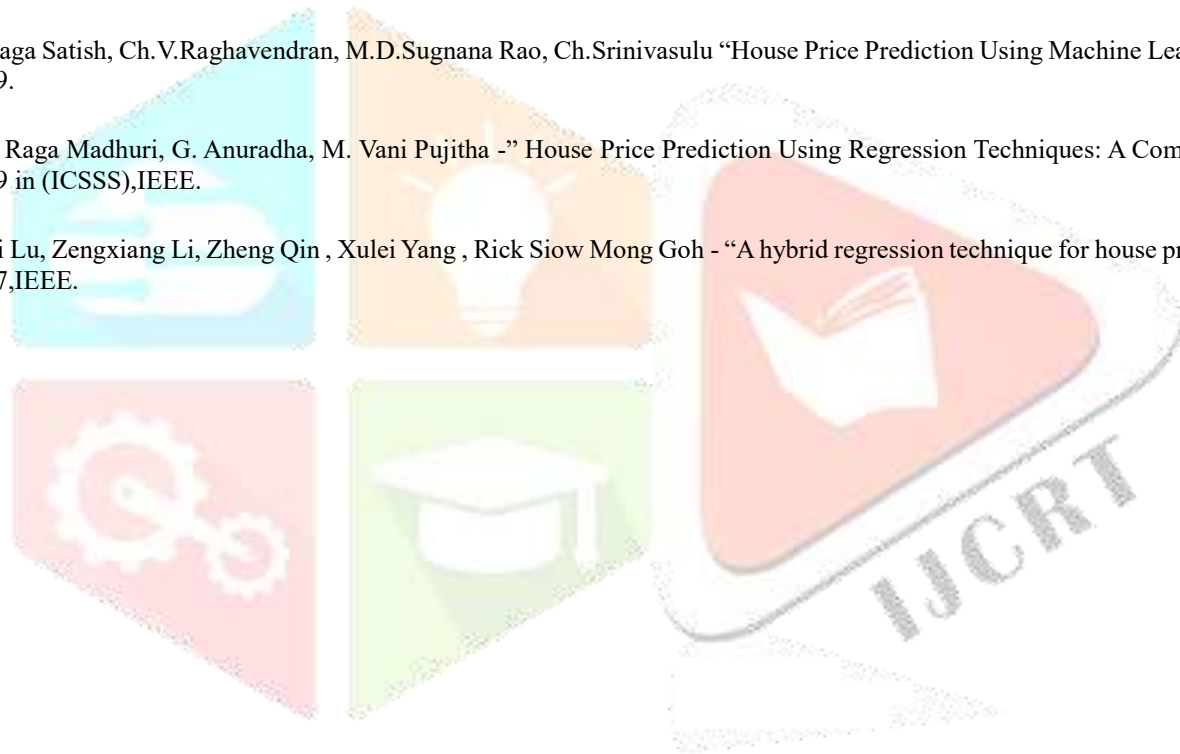 aga Satish, Ch.V.Raghavendran, M.D.Sugnana Rao, Ch.Srinivasulu “House Price Prediction Using Machine Lea
9.
Raga Madhuri, G. Anuradha, M. Vani Pujitha -” House Price Prediction Using Regression Techniques: A Com
9 in (ICSSS),IEEE.
i Lu, Zengxiang Li, Zheng Qin , Xulei Yang , Rick Siow Mong Goh - “A hybrid regression technique for house pr
7,IEEE.
IJCRT